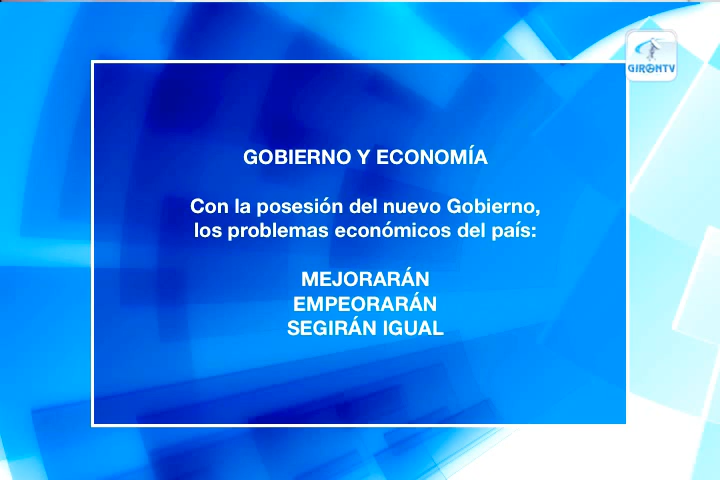 GIRONTV
GOBIERNO Y ECONOMÍA
Con la posesión del nuevo Gobierno,
los problemas económicos del país:
MEJORARÁN
EMPEORARÁN
SEGIRÁN IGUAL